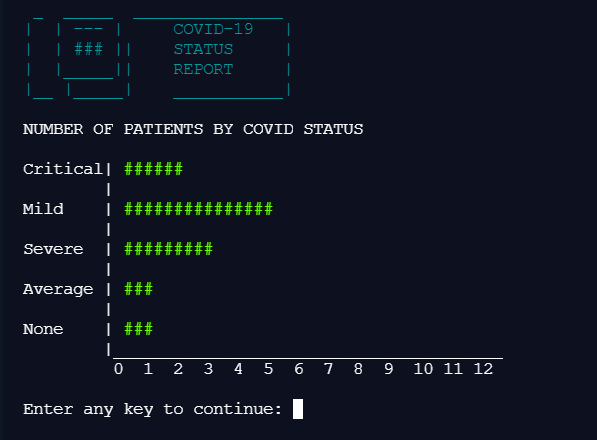 --- COVID-19
### STATUS
REPORT
NUMBER OF PATIENTS BY COVID STATUS
Critical| ######
Mild | ###############
Severe | #########
Average | ###
None | ###
0 1 2 3 4 5 6 7 8 9 10 11 12
Enter any key to continue: